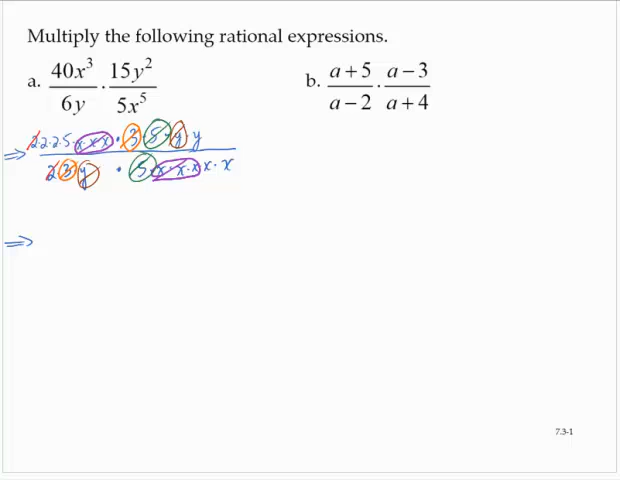 Multiply the following rational expressions.
a. 40x³/6y · 15y²/5x⁵ b. a+5/a−2 · a−3/a+4
⇒ 2·2·2·5·x·x·x · 3·5·y·y
2·3·y · 5·x·x·x·x·x
⇒
7.3-1